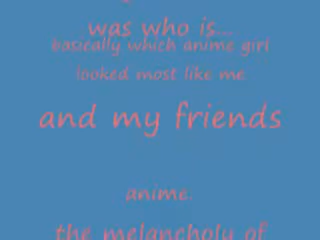 was who is...
basically which anime girl
looked most like me
and my friends
anime.
the melancholy of